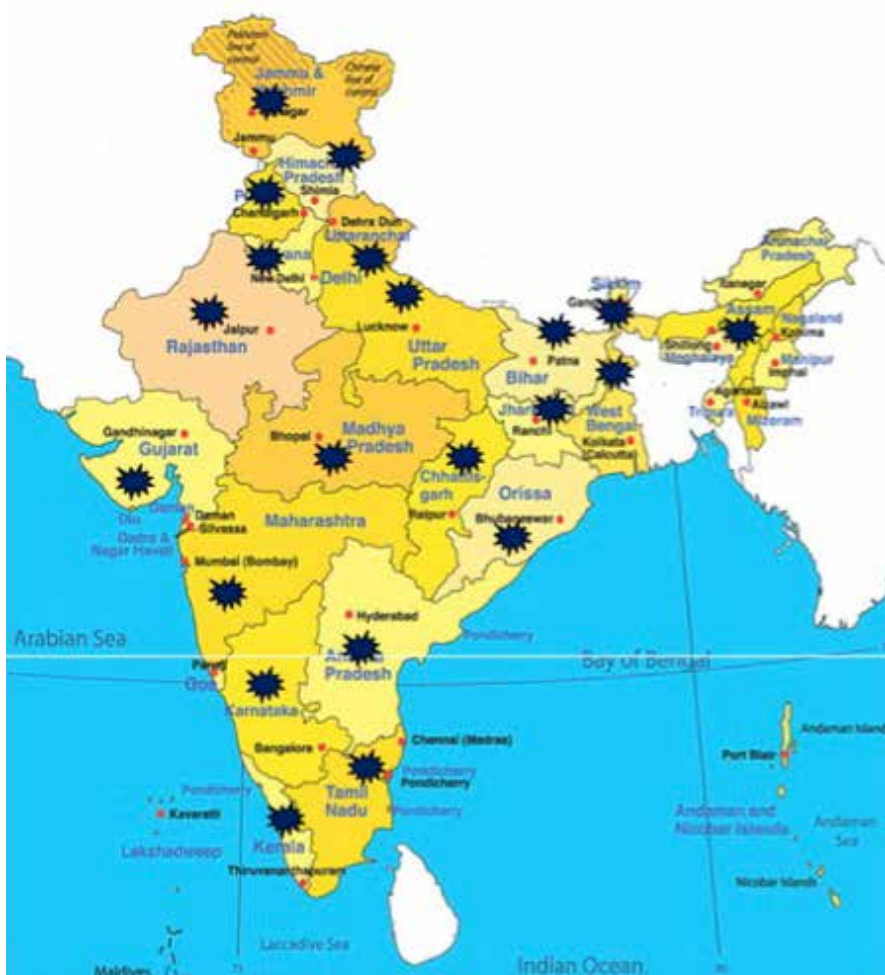 Pakistan
line of
control
Chinese
line of
control
Jammu &
Jammu
Himachal
Pradesh
Shimla
Chandigarh
Dehra Dun
Uttaranchal
New Delhi
Delhi
Jaipur
Rajasthan
Lucknow
Uttar
Pradesh
Sikkim
Arunachal
Pradesh
Itanagar
Assam
Nagaland
Kohima
Shillong
Meghalaya
Manipur
Imphal
Agartala
Tripura
Aizawl
Mizoram
Patna
Bihar
Ranchi
West
Bengal
Kolkata
(Calcutta)
Gandhinagar
Gujarat
Bhopal
Madhya
Pradesh
Chhattis-
garh
Raipur
Orissa
Bhubaneswar
Daman
Diu
Daman
Silvassa
Dadra &
Nagar Haveli
Maharashtra
Mumbai (Bombay)
Hyderabad
Pradesh
Pondicherry
Arabian Sea
Bay of Bengal
Panaji
Goa
Karnataka
Bangalore
Chennai (Madras)
Pondicherry
Pondicherry
Tamil
Nadu
Pondicherry
Pondicherry
Kavaratti
Lakshadweep
Kerala
Thiruvananthapuram
Andaman Island
Port Blair
Andaman and
Nicobar Islands
Andaman
Sea
Nicobar Islands
Laccadive Sea
Maldives
Indian Ocean